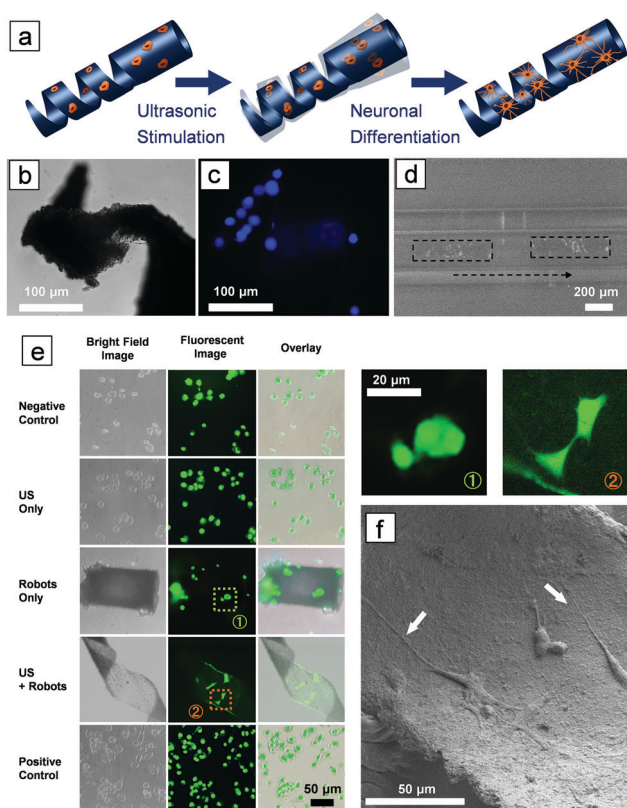 a
Ultrasonic
Stimulation
Neuronal
Differentiation
b
100 µm
c
100 µm
d
200 µm
e
Bright Field
Image
Fluorescent
Image
Overlay
Negative
Control
US
Only
Robots
Only
①
US
+ Robots
②
Positive
Control
50 µm
20 µm
①
②
f
50 µm